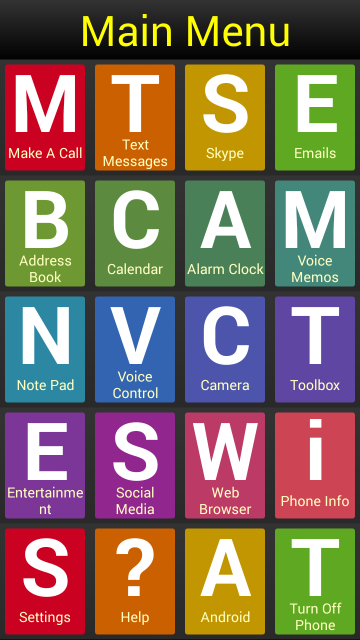 Main Menu
M
Make A Call
T
Text
Messages
S
Skype
E
Emails
B
Address
Book
C
Calendar
A
Alarm Clock
M
Voice
Memos
N
Note Pad
V
Voice
Control
C
Camera
T
Toolbox
E
Entertainme
nt
S
Social
Media
W
Web
Browser
i
Phone Info
S
Settings
?
Help
A
Android
T
Turn Off
Phone